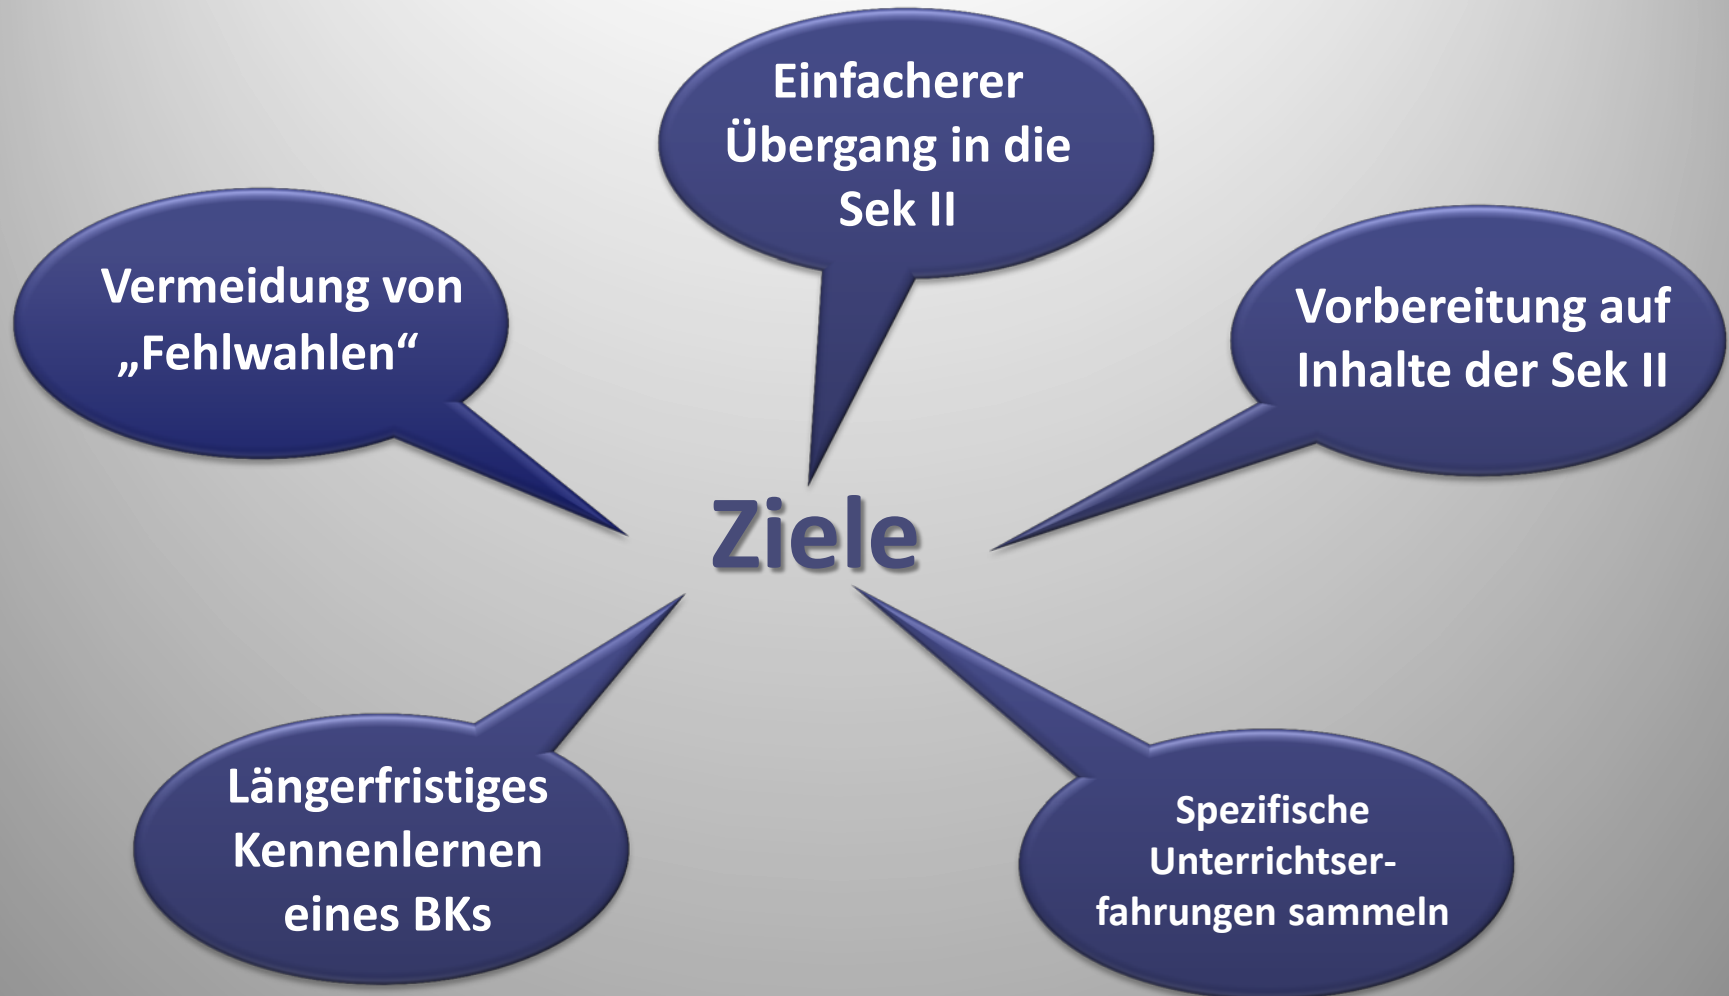 Einfacherer
Übergang in die
Sek II
Vermeidung von
„Fehlwahlen“
Vorbereitung auf
Inhalte der Sek II
Ziele
Längerfristiges
Kennenlernen
eines BKs
Spezifische
Unterrichtser-
fahrungen sammeln